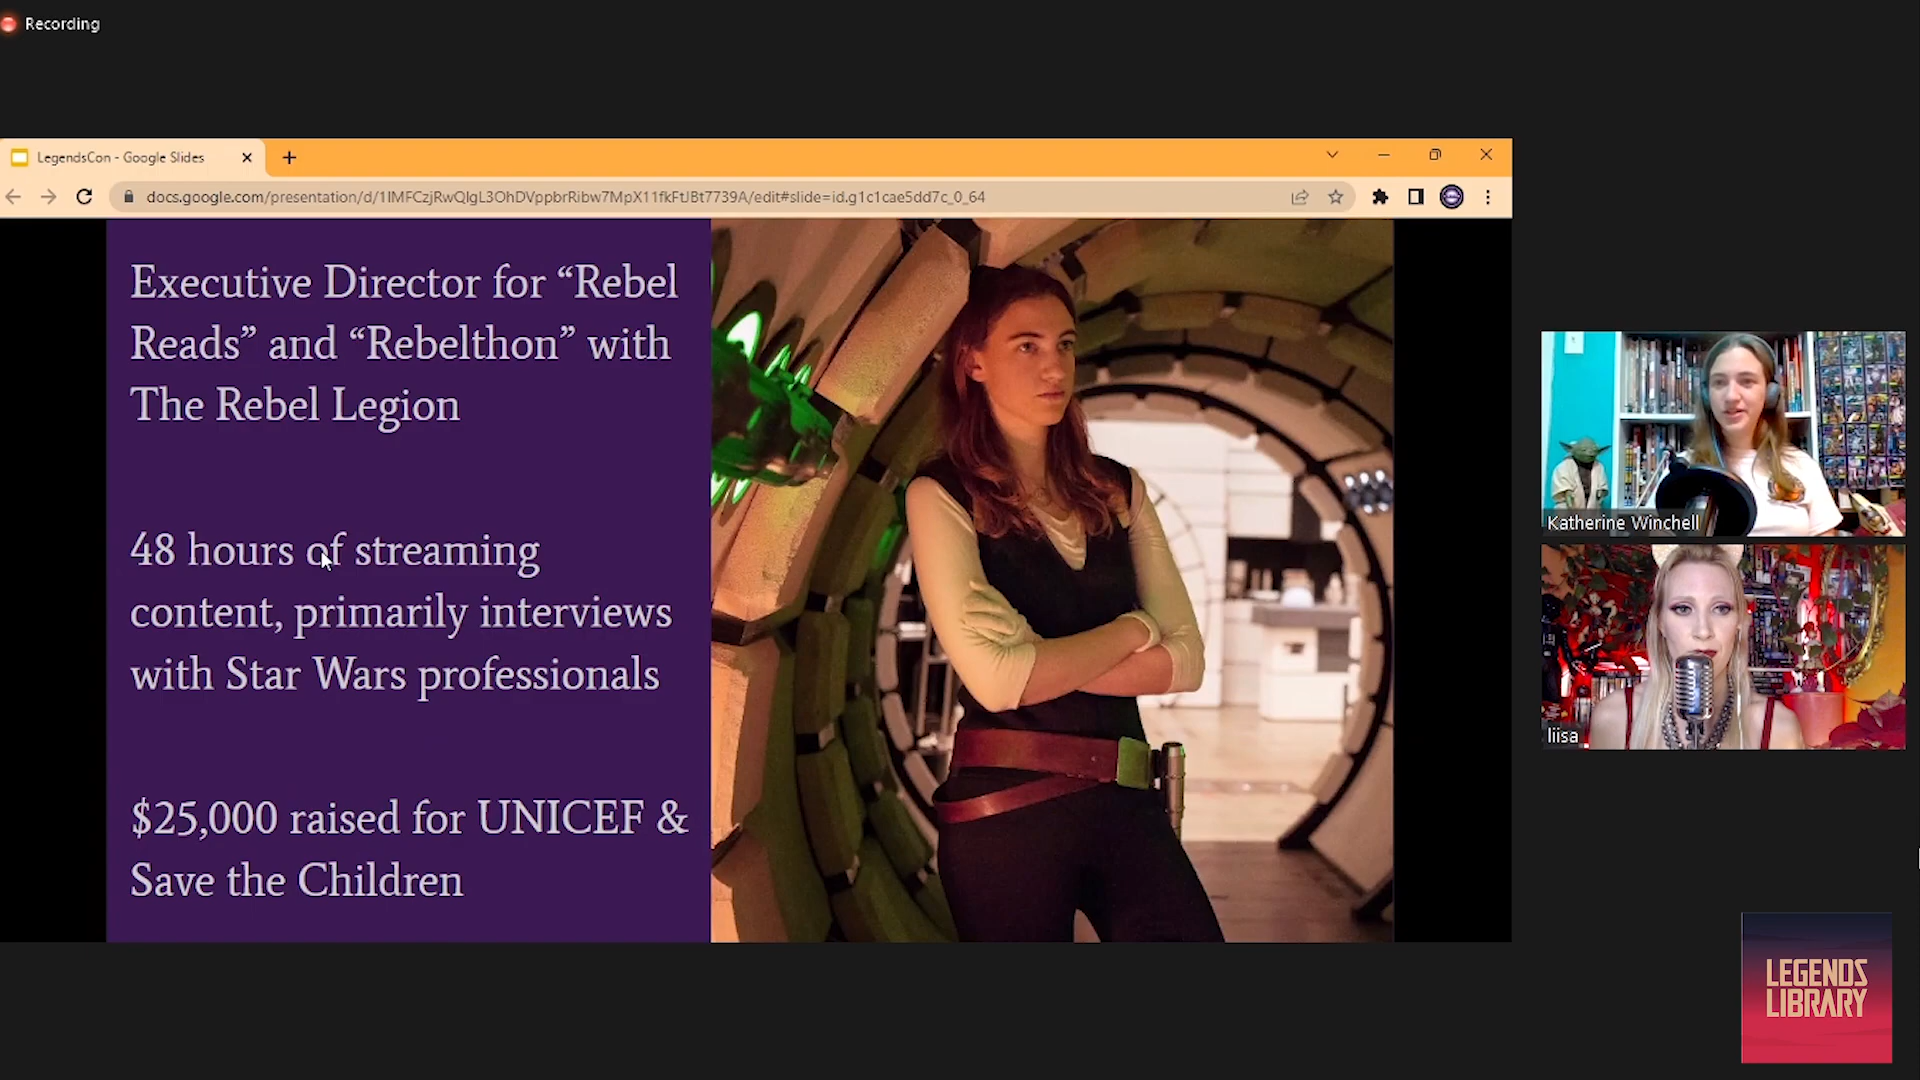 Recording
LegendsCon - Google Slides
docs.google.com/presentation/d/1IMFCzjRwQlgL3OhDVppbrRibw7MpX11fkFtJBt7739A/edit#slide=id.g1c1cae5dd7c_0_64
Executive Director for “Rebel
Reads” and “Rebelthon” with
The Rebel Legion
48 hours of streaming
content, primarily interviews
with Star Wars professionals
$25,000 raised for UNICEF &
Save the Children
Katherine Winchell
liisa
LEGENDS
LIBRARY